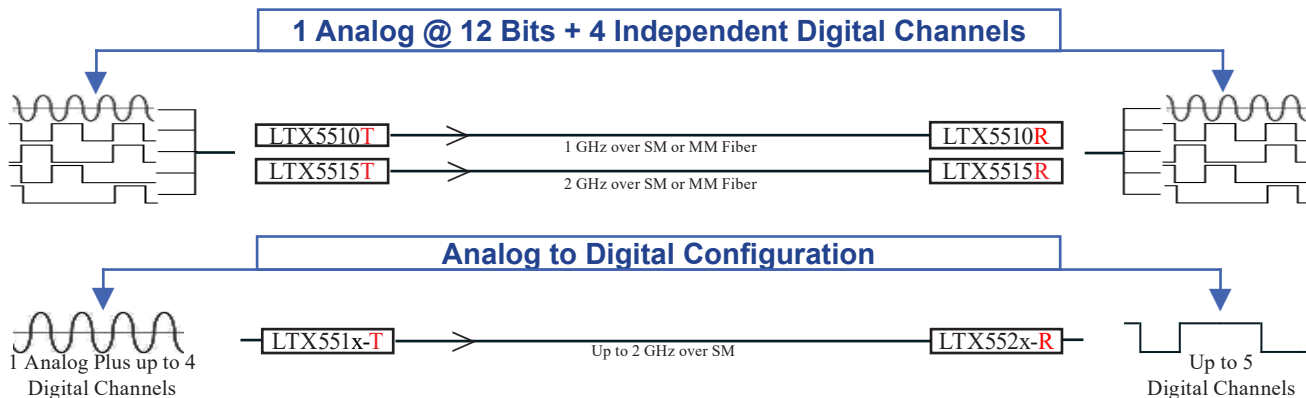 1 Analog @ 12 Bits + 4 Independent Digital Channels
LTX5510T
1 GHz over SM or MM Fiber
LTX5510R
LTX5515T
2 GHz over SM or MM Fiber
LTX5515R
Analog to Digital Configuration
LTX551x-T
Up to 2 GHz over SM
LTX552x-R
1 Analog Plus up to 4
Digital Channels
Up to 5
Digital Channels